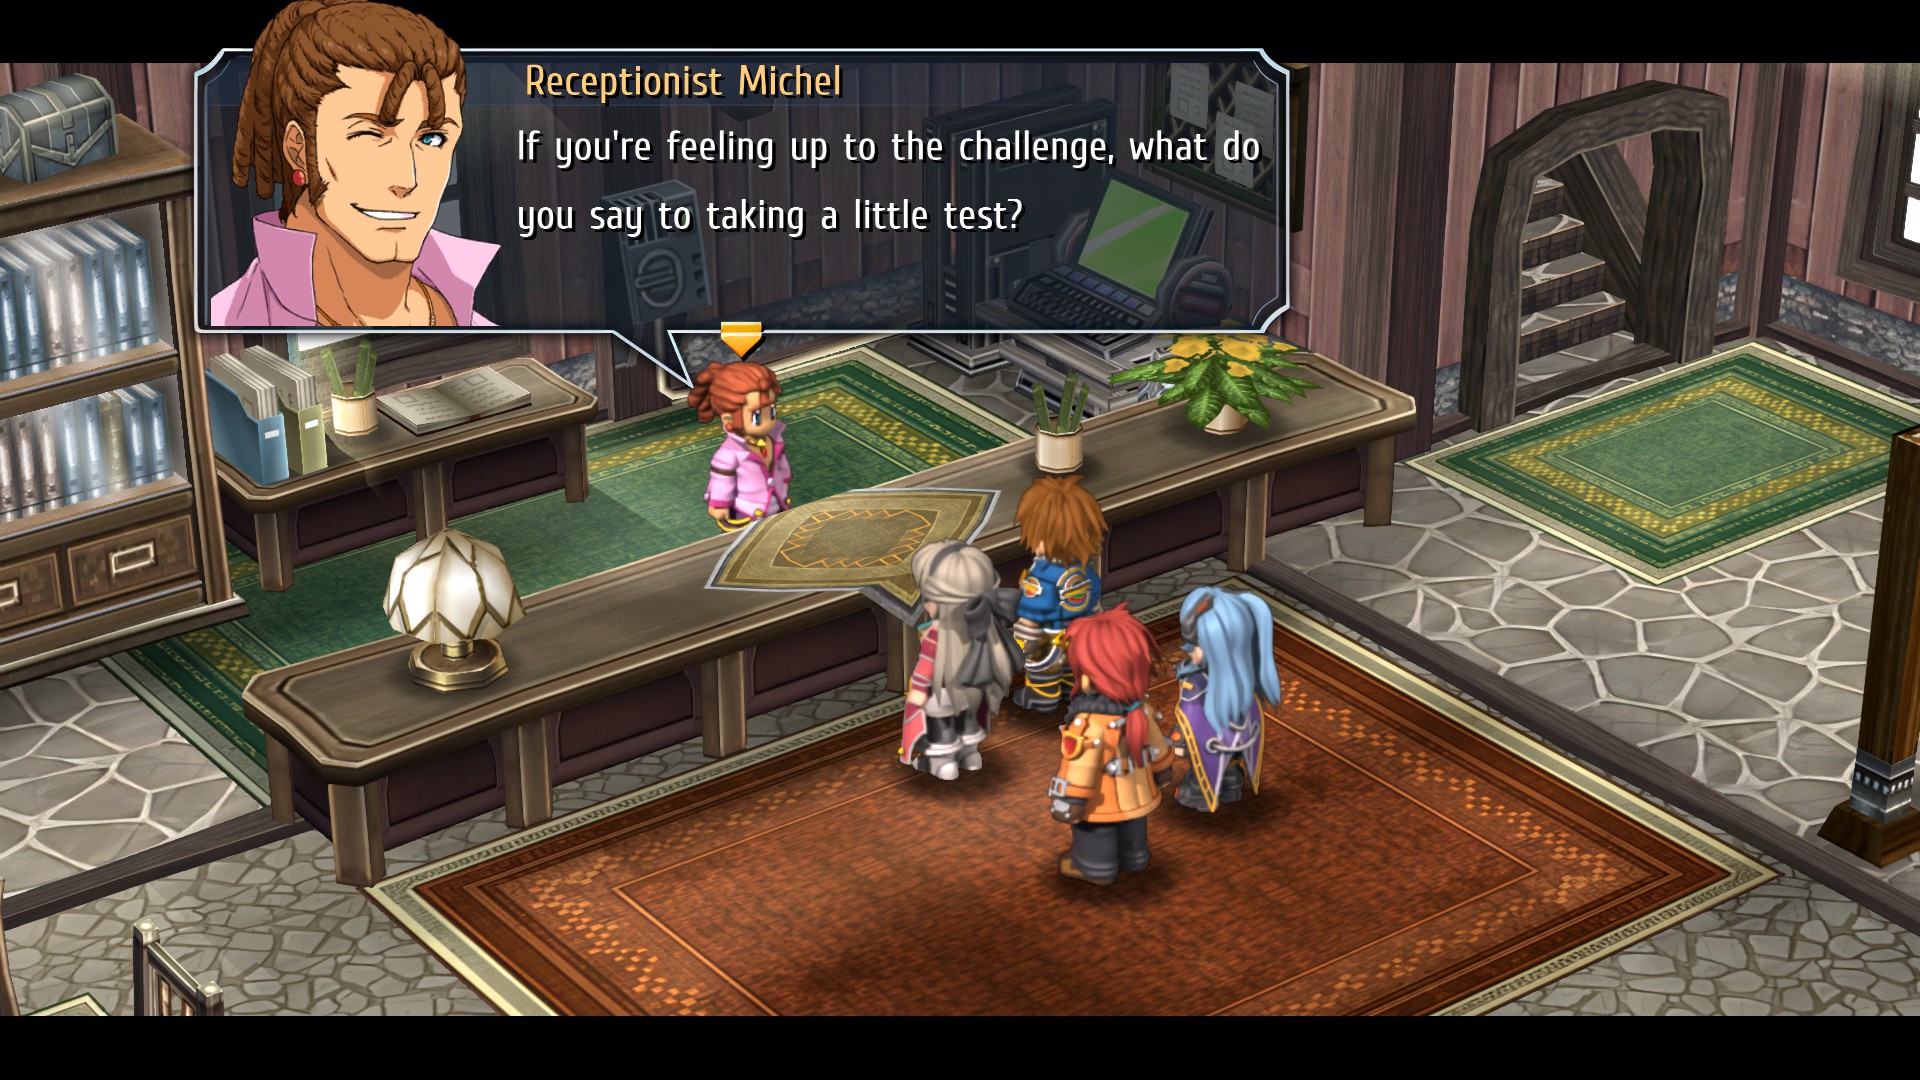 Receptionist Michel
If you're feeling up to the challenge, what do
you say to taking a little test?